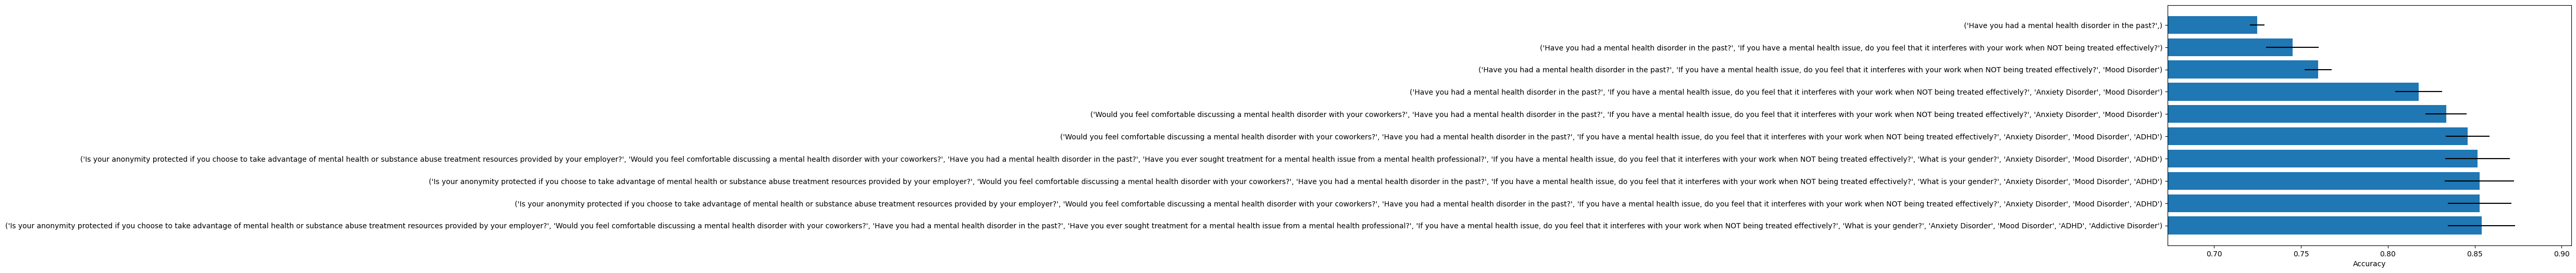 ('Have you had a mental health disorder in the past?',)
('Have you had a mental health disorder in the past?', 'If you have a mental health issue, do you feel that it interferes with your work when NOT being treated effectively?')
('Have you had a mental health disorder in the past?', 'If you have a mental health issue, do you feel that it interferes with your work when NOT being treated effectively?', 'Mood Disorder')
('Have you had a mental health disorder in the past?', 'If you have a mental health issue, do you feel that it interferes with your work when NOT being treated effectively?', 'Anxiety Disorder', 'Mood Disorder')
('Would you feel comfortable discussing a mental health disorder with your coworkers?', 'Have you had a mental health disorder in the past?', 'If you have a mental health issue, do you feel that it interferes with your work when NOT being treated effectively?', 'Anxiety Disorder', 'Mood Disorder')
('Would you feel comfortable discussing a mental health disorder with your coworkers?', 'Have you had a mental health disorder in the past?', 'If you have a mental health issue, do you feel that it interferes with your work when NOT being treated effectively?', 'Anxiety Disorder', 'Mood Disorder', 'ADHD')
('Is your anonymity protected if you choose to take advantage of mental health or substance abuse treatment resources provided by your employer?', 'Would you feel comfortable discussing a mental health disorder with your coworkers?', 'Have you had a mental health disorder in the past?', 'Have you ever sought treatment for a mental health issue from a mental health professional?', 'If you have a mental health issue, do you feel that it interferes with your work when NOT being treated effectively?', 'What is your gender?', 'Anxiety Disorder', 'Mood Disorder', 'ADHD')
('Is your anonymity protected if you choose to take advantage of mental health or substance abuse treatment resources provided by your employer?', 'Would you feel comfortable discussing a mental health disorder with your coworkers?', 'Have you had a mental health disorder in the past?', 'If you have a mental health issue, do you feel that it interferes with your work when NOT being treated effectively?', 'What is your gender?', 'Anxiety Disorder', 'Mood Disorder', 'ADHD')
('Is your anonymity protected if you choose to take advantage of mental health or substance abuse treatment resources provided by your employer?', 'Would you feel comfortable discussing a mental health disorder with your coworkers?', 'Have you had a mental health disorder in the past?', 'If you have a mental health issue, do you feel that it interferes with your work when NOT being treated effectively?', 'Anxiety Disorder', 'Mood Disorder', 'ADHD')
('Is your anonymity protected if you choose to take advantage of mental health or substance abuse treatment resources provided by your employer?', 'Would you feel comfortable discussing a mental health disorder with your coworkers?', 'Have you had a mental health disorder in the past?', 'Have you ever sought treatment for a mental health issue from a mental health professional?', 'If you have a mental health issue, do you feel that it interferes with your work when NOT being treated effectively?', 'What is your gender?', 'Anxiety Disorder', 'Mood Disorder', 'ADHD', 'Addictive Disorder')
0.70 0.75 0.80 0.85 0.90
Accuracy